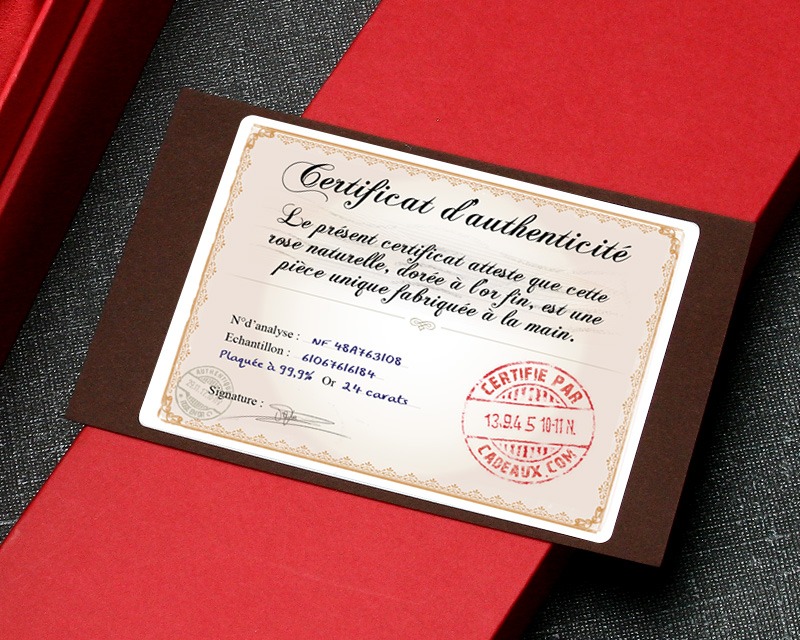 Certificat d'authenticité
Le présent certificat atteste que cette
rose naturelle, dorée à l'or fin, est une
pièce unique fabriquée à la main.
N°d'analyse : NF 48A763108
Echantillon : 61067616184
Plaquée à 99,9% Or 24 carats
Signature :
CERTIFIE PAR
13.9.4 5 10-11 N.
CADEAUX.COM